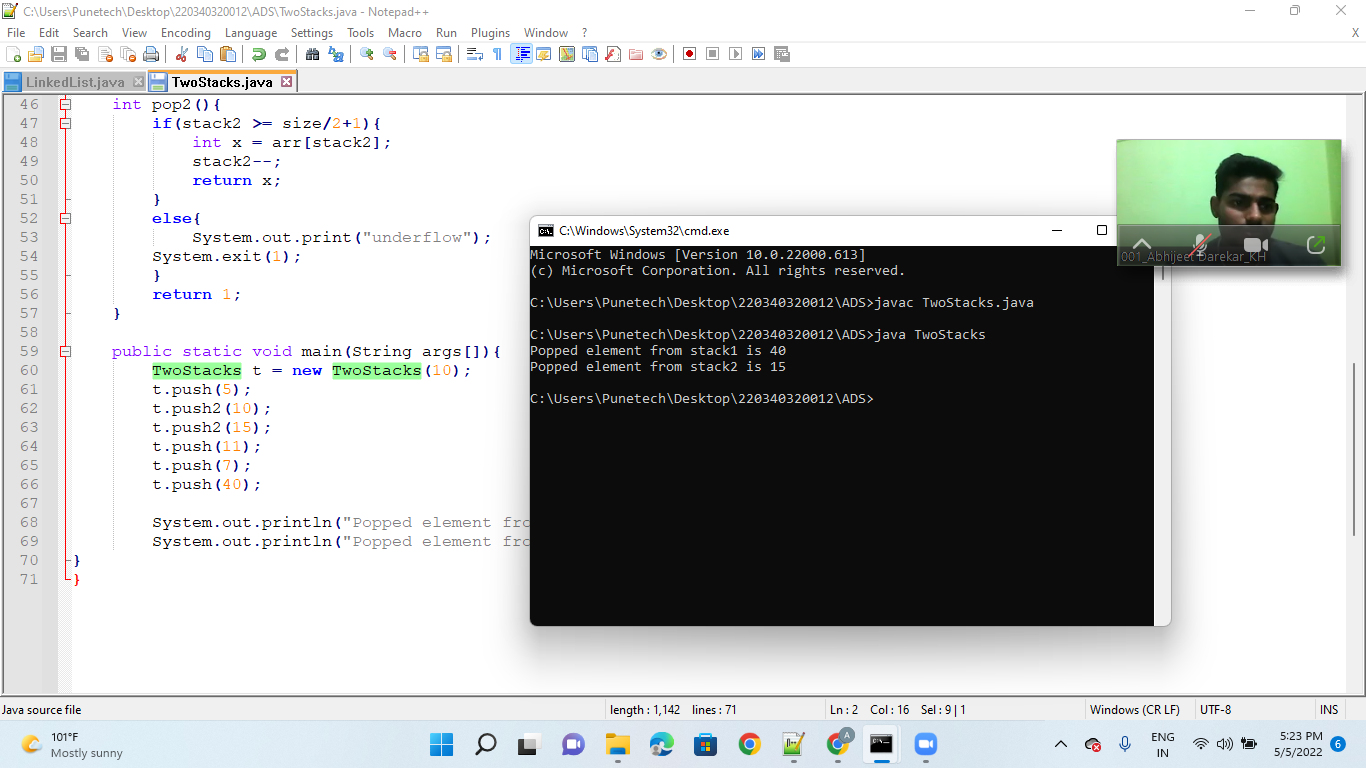 C:\Users\Punetech\Desktop\220340320012\ADS\TwoStacks.java - Notepad++
File Edit Search View Encoding Language Settings Tools Macro Run Plugins Window ? X
LinkedList.java TwoStacks.java
46 int pop2(){
47 if(stack2 >= size/2+1){
48 int x = arr[stack2];
49 stack2--;
50 return x;
51 }
52 else{
53 System.out.print("underflow");
54 System.exit(1);
55 }
56 return 1;
57 }
58
59 public static void main(String args[]){
60 TwoStacks t = new TwoStacks(10);
61 t.push(5);
62 t.push2(10);
63 t.push2(15);
64 t.push(11);
65 t.push(7);
66 t.push(40);
67
68 System.out.println("Popped element fro
69 System.out.println("Popped element fro
70 }
71 }
C:\Windows\System32\cmd.exe
Microsoft Windows [Version 10.0.22000.613]
(c) Microsoft Corporation. All rights reserved.
C:\Users\Punetech\Desktop\220340320012\ADS>javac TwoStacks.java
C:\Users\Punetech\Desktop\220340320012\ADS>java TwoStacks
Popped element from stack1 is 40
Popped element from stack2 is 15
C:\Users\Punetech\Desktop\220340320012\ADS>
001_Abhijeet Darekar_KH
Java source file length : 1,142 lines : 71 Ln : 2 Col : 16 Sel : 9 | 1 Windows (CR LF) UTF-8 INS
101°F
Mostly sunny
A
ENG
IN
5:23 PM
5/5/2022
6